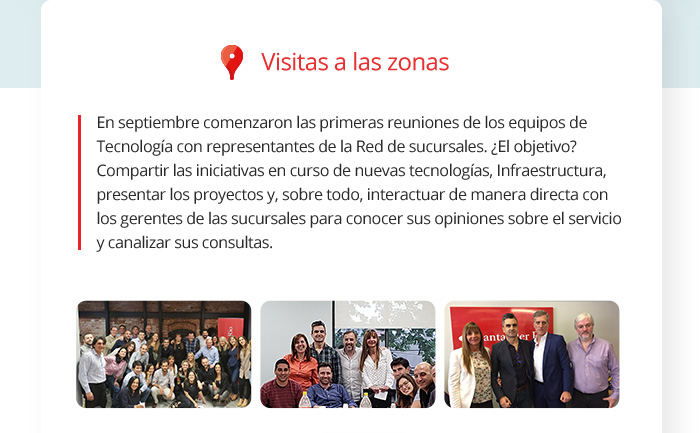 Visitas a las zonas
En septiembre comenzaron las primeras reuniones de los equipos de
Tecnología con representantes de la Red de sucursales. ¿El objetivo?
Compartir las iniciativas en curso de nuevas tecnologías, Infraestructura,
presentar los proyectos y, sobre todo, interactuar de manera directa con
los gerentes de las sucursales para conocer sus opiniones sobre el servicio
y canalizar sus consultas.